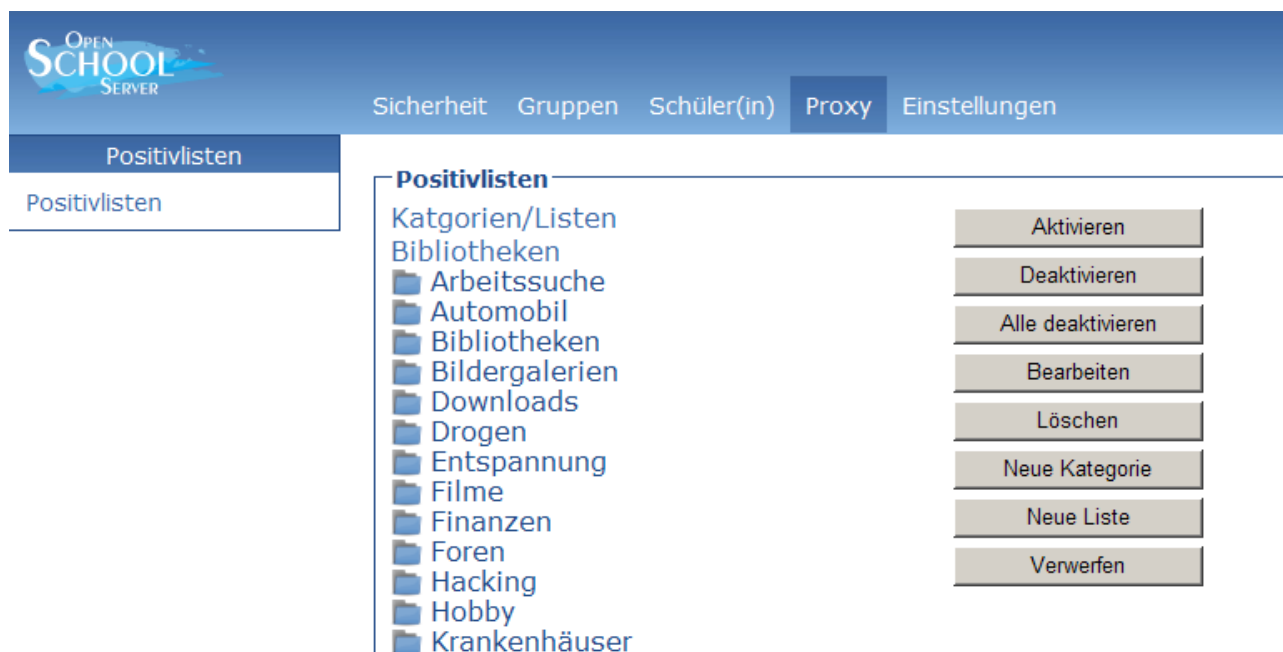 OPEN
SCHOOL
SERVER
Sicherheit Gruppen Schüler(in) Proxy Einstellungen
Positivlisten
Positivlisten
Positivlisten
Katgorien/Listen
Bibliotheken
Arbeitssuche
Automobil
Bibliotheken
Bildergalerien
Downloads
Drogen
Entspannung
Filme
Finanzen
Foren
Hacking
Hobby
Krankenhäuser
Aktivieren
Deaktivieren
Alle deaktivieren
Bearbeiten
Löschen
Neue Kategorie
Neue Liste
Verwerfen